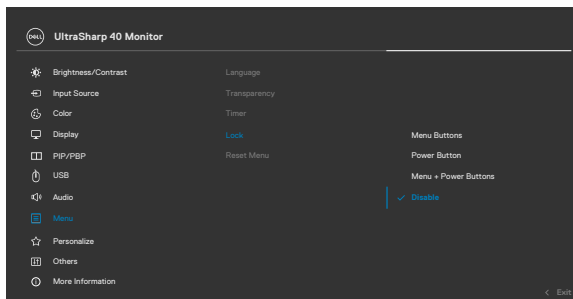 DELL UltraSharp 40 Monitor
Brightness/Contrast Language
Input Source Transparency
Color Timer
Display Lock Menu Buttons
PIP/PBP Reset Menu Power Button
USB Menu + Power Buttons
Audio Disable
Menu
Personalize
Others
More Information
Exit